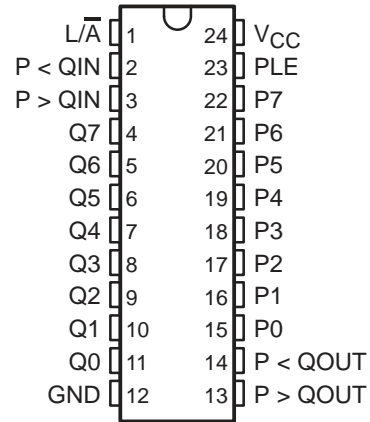 L/A̅ 1 24 VCC
P < QIN 2 23 PLE
P > QIN 3 22 P7
Q7 4 21 P6
Q6 5 20 P5
Q5 6 19 P4
Q4 7 18 P3
Q3 8 17 P2
Q2 9 16 P1
Q1 10 15 P0
Q0 11 14 P < QOUT
GND 12 13 P > QOUT